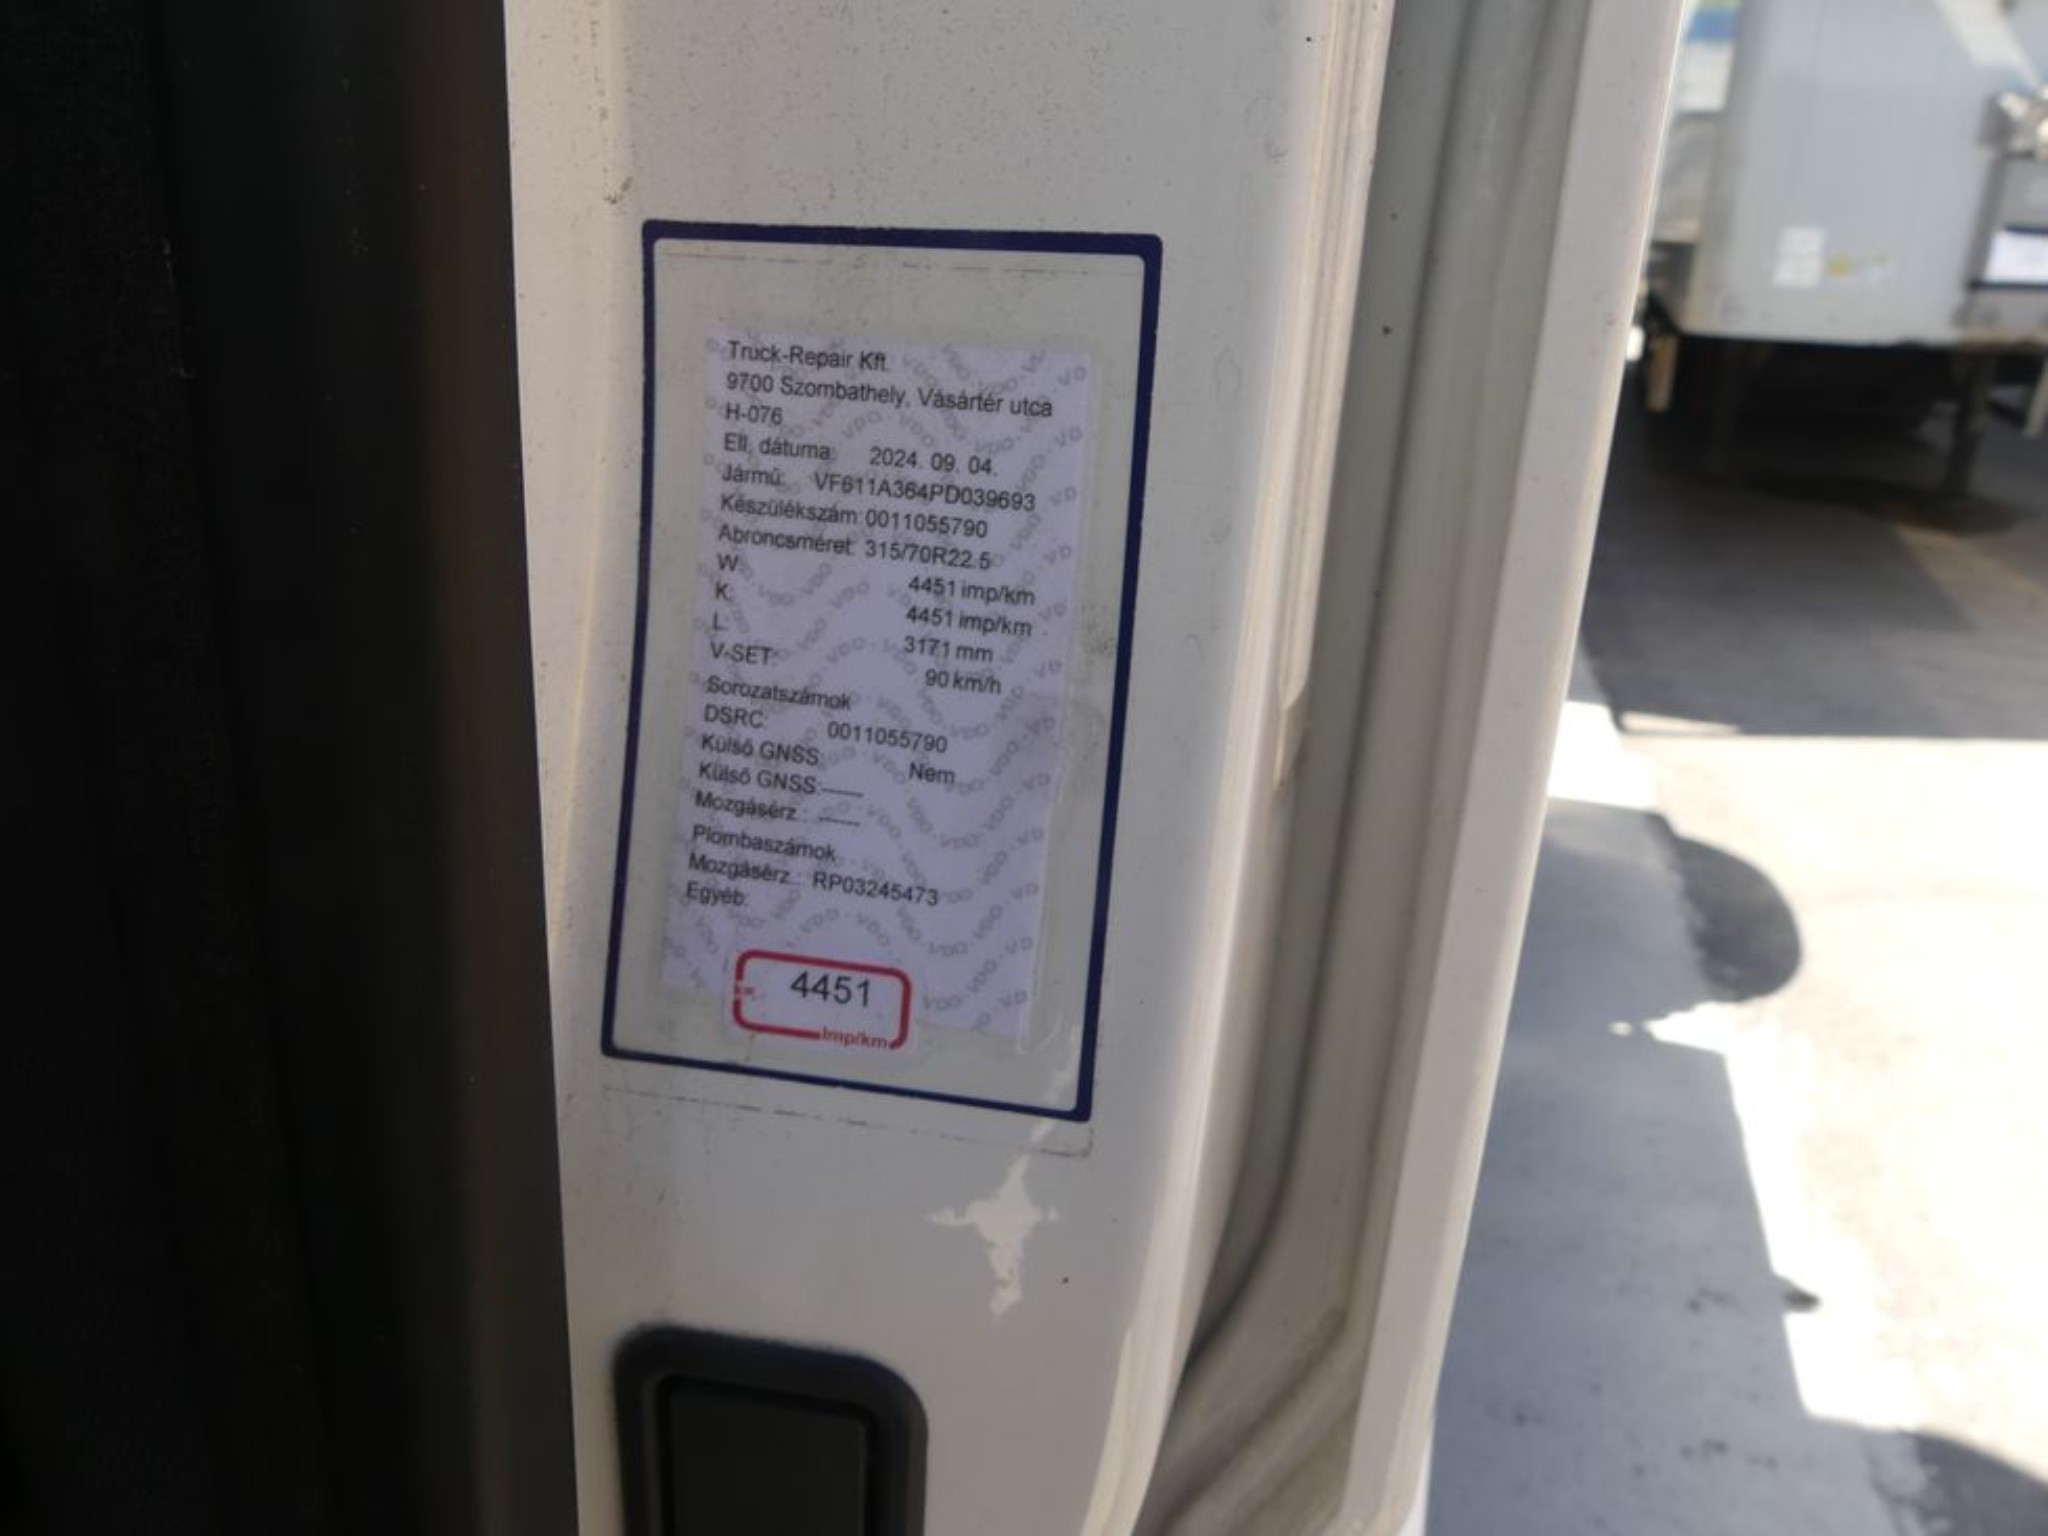 Truck-Repair Kft.
9700 Szombathely, Vásártér utca
H-076
Ell. dátuma: 2024. 09. 04.
Jármű: VF611A364PD039693
Készülékszám: 0011055790
Abroncsméret: 315/70R22.5
W: 4451 imp/km
K: 4451 imp/km
L: 3171 mm
V-SET: 90 km/h
Sorozatszámok
DSRC: 0011055790
Külső GNSS: Nem
Külső GNSS:____
Mozgásérz.: ____
Plombaszámok
Mozgásérz.: RP03245473
Egyéb:
4451
Imp/km